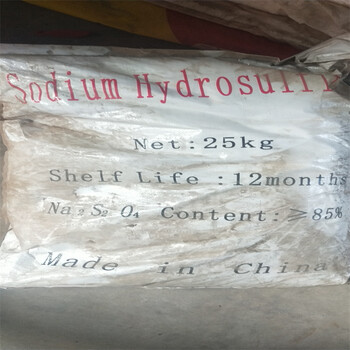 Sodium Hydrosulfi
Net:25kg
Shelf Life :12months
Na₂S₂O₄ Content:≥85%
Made in China